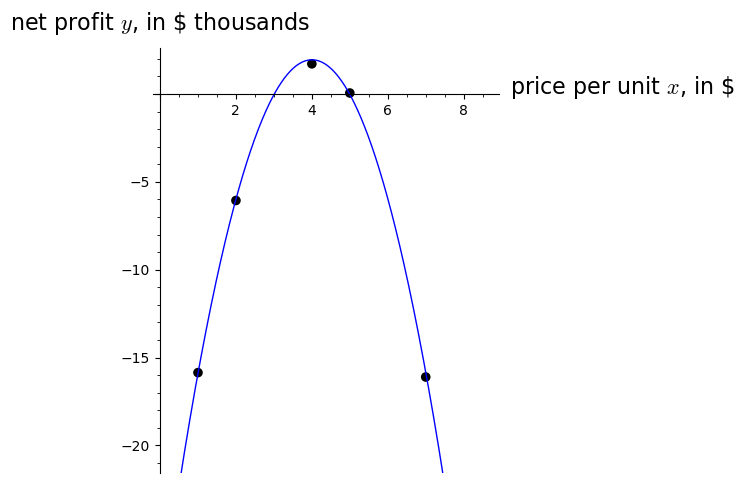 net profit y, in $ thousands
price per unit x, in $
2 4 6 8
−5
−10
−15
−20